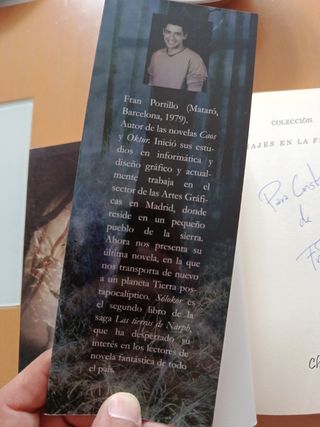 Fran Portillo (Mataró,
Barcelona, 1979).
Autor de las novelas Caos
y Oktur. Inició sus estu-
dios en informática y
diseño gráfico y actual-
mente trabaja en el
sector de las Artes Gráfi-
cas en Madrid, donde
reside en un pequeño
pueblo de la sierra.
Ahora nos presenta su
última novela, en la que
nos transporta de nuevo
a un planeta Tierra pos-
tapocalíptico. Sölukor es
el segundo libro de la
saga Las tierras de Narph,
que ha despertado su
interés en los lectores de
novela fantástica de todo
el país.
COLECCIÓN
AJES EN LA F
Para Crist
de